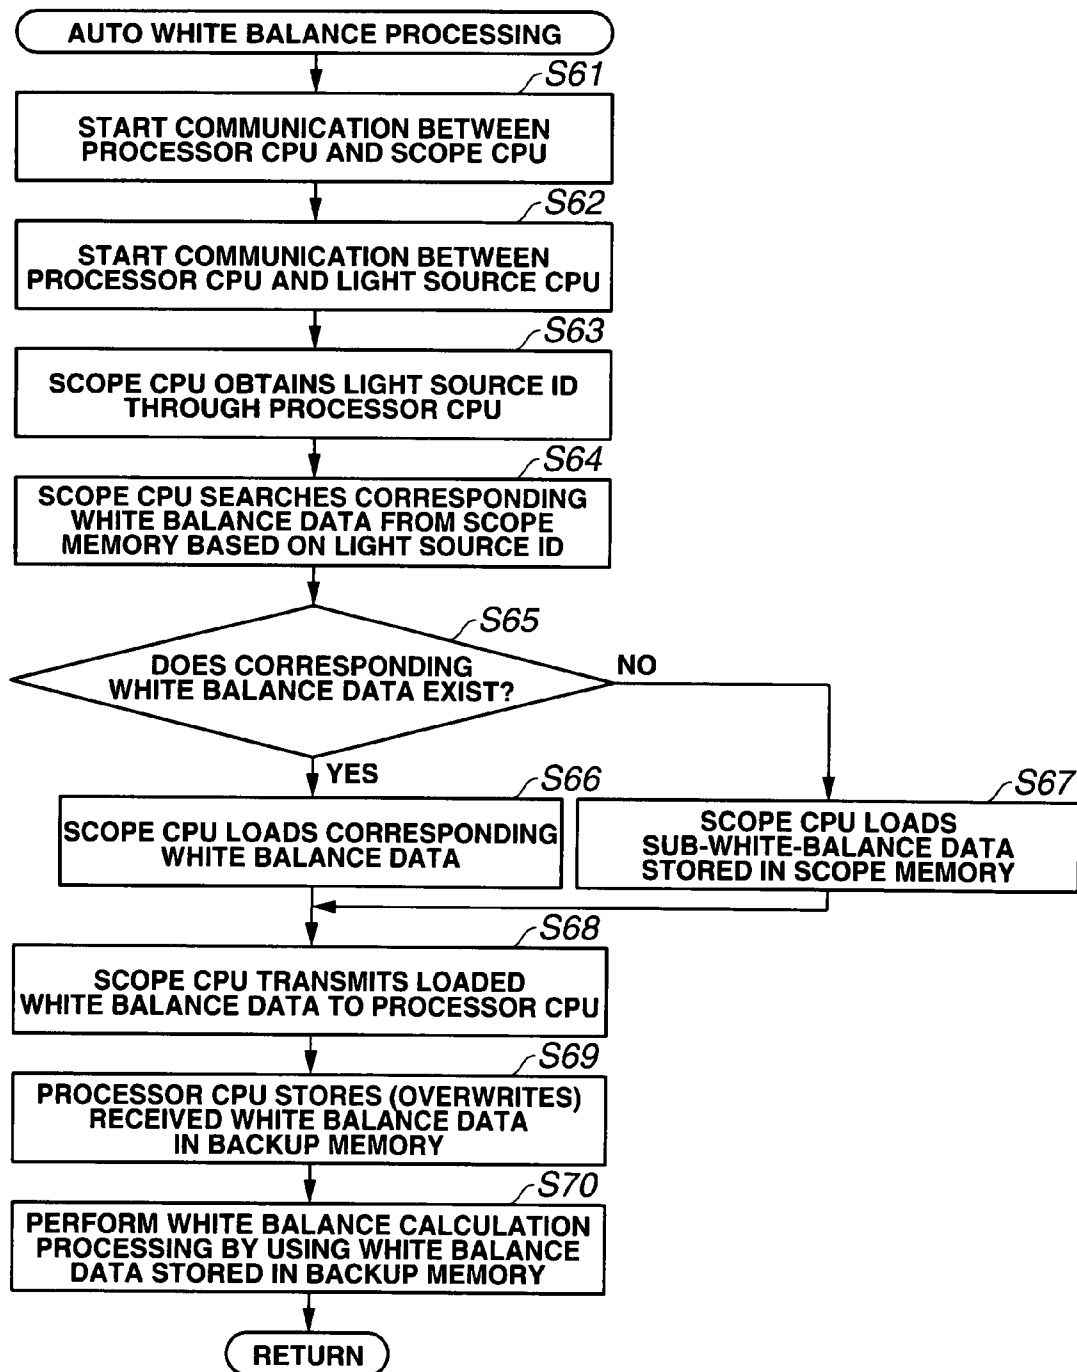 AUTO WHITE BALANCE PROCESSING
S61
START COMMUNICATION BETWEEN
PROCESSOR CPU AND SCOPE CPU
S62
START COMMUNICATION BETWEEN
PROCESSOR CPU AND LIGHT SOURCE CPU
S63
SCOPE CPU OBTAINS LIGHT SOURCE ID
THROUGH PROCESSOR CPU
S64
SCOPE CPU SEARCHES CORRESPONDING
WHITE BALANCE DATA FROM SCOPE
MEMORY BASED ON LIGHT SOURCE ID
S65
DOES CORRESPONDING
WHITE BALANCE DATA EXIST?
NO
YES
S66
SCOPE CPU LOADS CORRESPONDING
WHITE BALANCE DATA
S67
SCOPE CPU LOADS
SUB-WHITE-BALANCE DATA
STORED IN SCOPE MEMORY
S68
SCOPE CPU TRANSMITS LOADED
WHITE BALANCE DATA TO PROCESSOR CPU
S69
PROCESSOR CPU STORES (OVERWRITES)
RECEIVED WHITE BALANCE DATA
IN BACKUP MEMORY
S70
PERFORM WHITE BALANCE CALCULATION
PROCESSING BY USING WHITE BALANCE
DATA STORED IN BACKUP MEMORY
RETURN